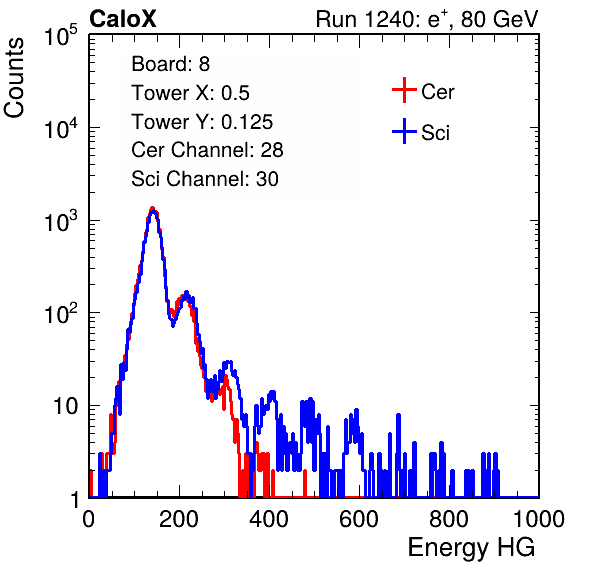 CaloX Run 1240: e⁺, 80 GeV
Counts
10⁵
10⁴
10³
10²
10
1
Board: 8
Tower X: 0.5
Tower Y: 0.125
Cer Channel: 28
Sci Channel: 30
Cer
Sci
0 200 400 600 800 1000
Energy HG